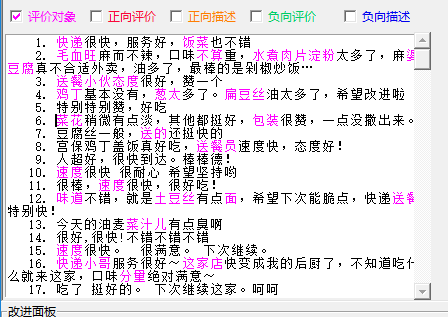 评价对象 正向评价 正向描述 负向评价 负向描述
1. 快递很快，服务好，饭菜也不错
2. 毛血旺麻而不辣，口味不算重，水煮肉片淀粉太多了，麻婆
豆腐真不合适外卖，油多了，最棒的是剁椒炒饭…
3. 送餐小伙态度很好，赞一个
4. 鸡丁基本没有，葱太多了。扁豆丝油太多了，希望改进啦
5. 特别特别赞，好吃
6. 菜花稍微有点淡，其他都挺好，包装很赞，一点没撒出来。
7. 豆腐丝一般，送的还挺快的
8. 宫保鸡丁盖饭真好吃，送餐员速度快，态度好！
9. 人超好，很快到达。棒棒德！
10. 速度很快 很耐心 希望坚持哟
11. 很棒，速度很快，很好吃！
12. 味道不错，就是土豆丝有点面，希望下次能脆点，快递送餐
特别快！
13. 今天的油麦菜汁儿有点臭啊
14. 很好,很快!不错不错不错
15. 速度很快。 很满意。 下次继续。
16. 快递小哥服务很好～这家店快变成我的后厨了，不知道吃什
么就来这家，口味分量绝对满意～
17. 吃了 挺好的。 下次继续这家。呵呵
改进面板